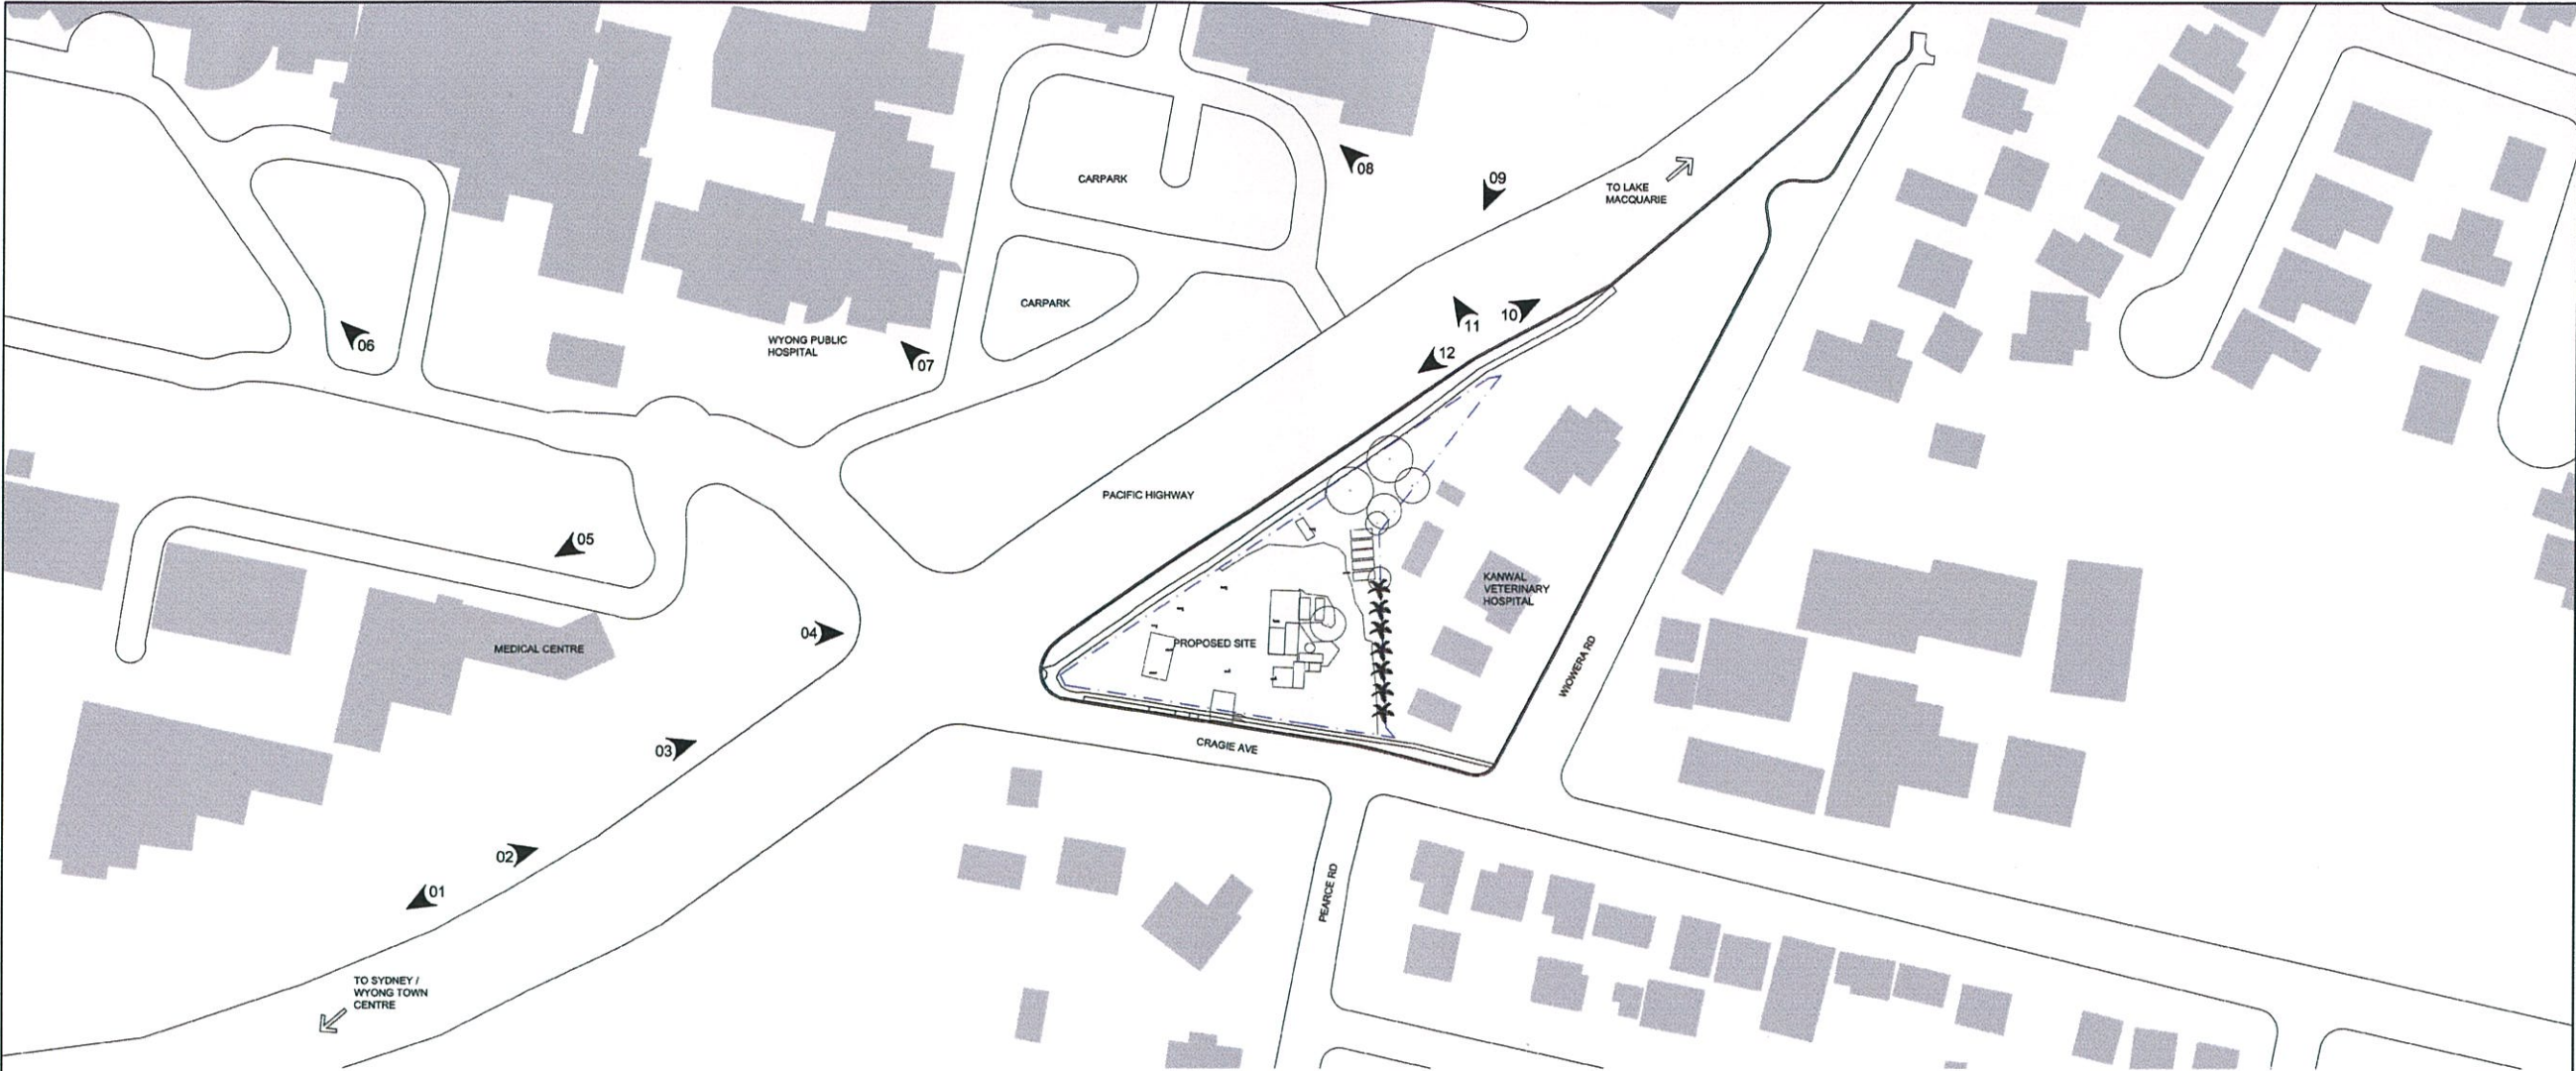 08
09
CARPARK
TO LAKE
MACQUARIE
CARPARK
10
11
12
06
WYONG PUBLIC
HOSPITAL
07
PACIFIC HIGHWAY
05
KANWAL
VETERINARY
HOSPITAL
04
PROPOSED SITE
MEDICAL CENTRE
WIOWERA RD
03
CRAGIE AVE
02
01
PEARCE RD
TO SYDNEY /
WYONG TOWN
CENTRE